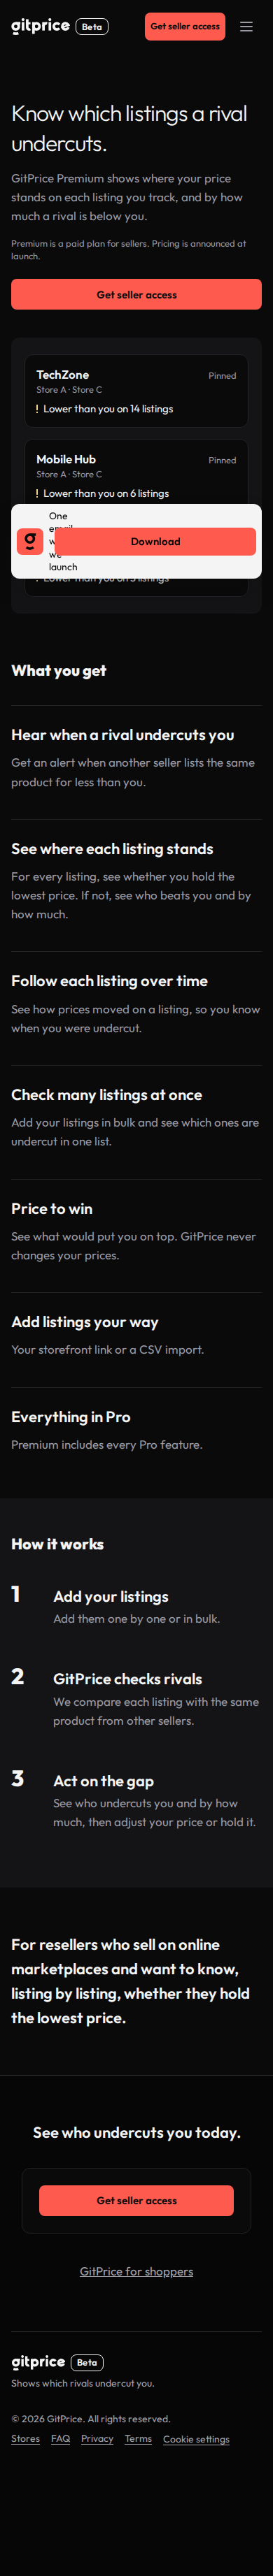 gitprice Beta Get seller access
Know which listings a rival
undercuts.
GitPrice Premium shows where your price
stands on each listing you track, and by how
much a rival is below you.
Premium is a paid plan for sellers. Pricing is announced at
launch.
Get seller access
TechZone Pinned
Store A · Store C
! Lower than you on 14 listings
Mobile Hub Pinned
Store A · Store C
! Lower than you on 6 listings
One
email
we
launch
g
Download
! Lower than you on 3 listings
What you get
Hear when a rival undercuts you
Get an alert when another seller lists the same
product for less than you.
See where each listing stands
For every listing, see whether you hold the
lowest price. If not, see who beats you and by
how much.
Follow each listing over time
See how prices moved on a listing, so you know
when you were undercut.
Check many listings at once
Add your listings in bulk and see which ones are
undercut in one list.
Price to win
See what would put you on top. GitPrice never
changes your prices.
Add listings your way
Your storefront link or a CSV import.
Everything in Pro
Premium includes every Pro feature.
How it works
1 Add your listings
Add them one by one or in bulk.
2 GitPrice checks rivals
We compare each listing with the same
product from other sellers.
3 Act on the gap
See who undercuts you and by how
much, then adjust your price or hold it.
For resellers who sell on online
marketplaces and want to know,
listing by listing, whether they hold
the lowest price.
See who undercuts you today.
Get seller access
GitPrice for shoppers
gitprice Beta
Shows which rivals undercut you.
© 2026 GitPrice. All rights reserved.
Stores FAQ Privacy Terms Cookie settings